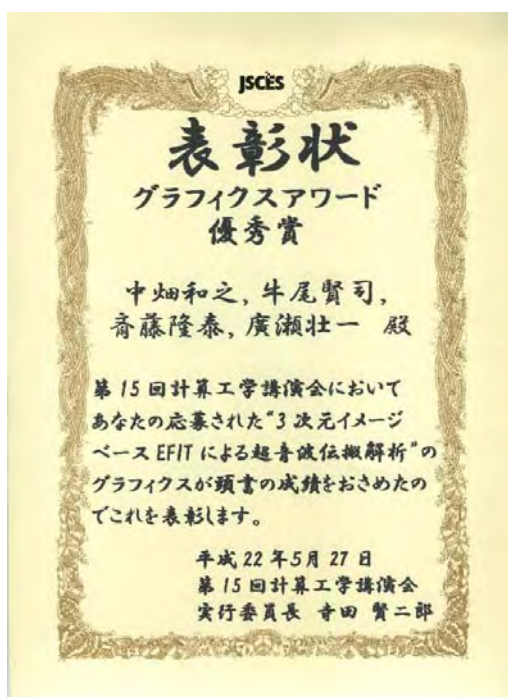 JSCES
表彰状
グラフィクスアワード
優秀賞
中畑和之, 牛尾賢司,
斉藤隆泰, 廣瀬壮一 殿
第15回計算工学講演会において
あなたの応募された"3次元イメージ
ベースEFITによる超音波伝搬解析"の
グラフィクスが頭書の成績をおさめたの
でこれを表彰します。
平成22年5月27日
第15回計算工学講演会
実行委員長 寺田 賢二郎